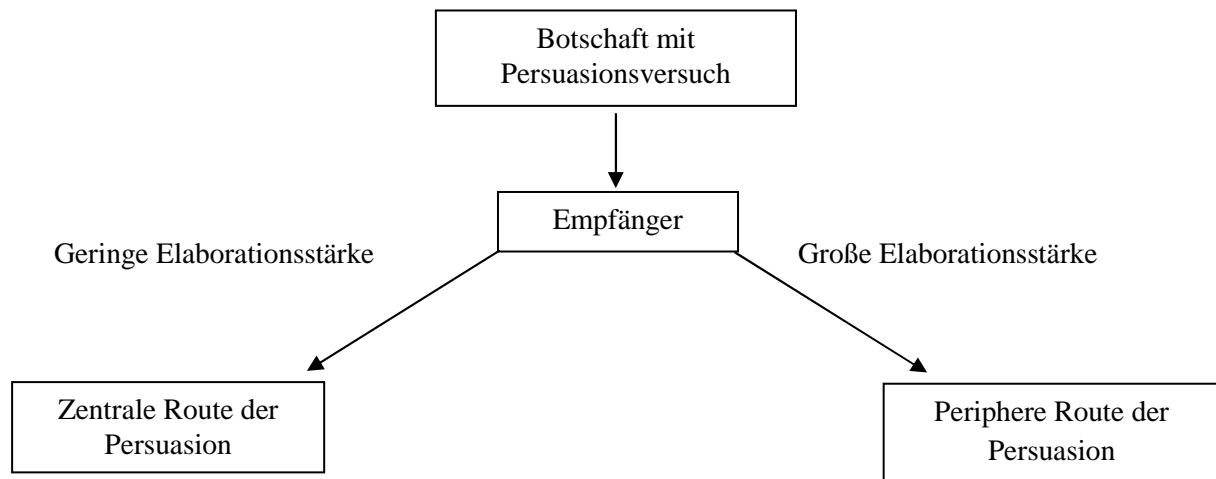 Botschaft mit
Persuasionsversuch
Empfänger
Geringe Elaborationsstärke
Große Elaborationsstärke
Zentrale Route der
Persuasion
Periphere Route der
Persuasion